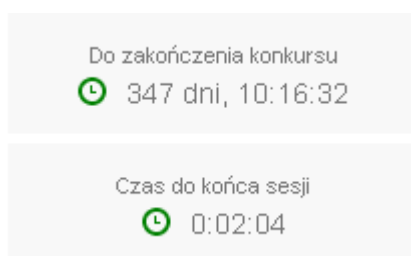 Do zakończenia konkursu
347 dni, 10:16:32
Czas do końca sesji
0:02:04